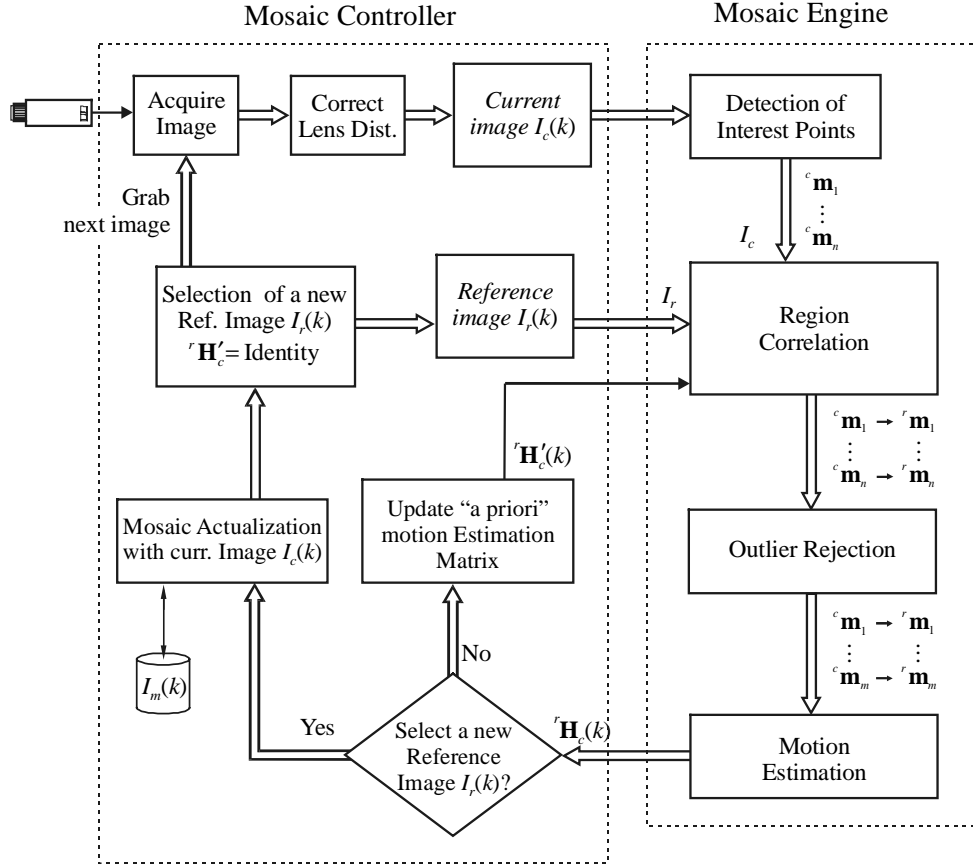 Mosaic Controller
Mosaic Engine
Acquire
Image
Correct
Lens Dist.
Current
image I_c(k)
Detection of
Interest Points
Grab
next image
^c m_1
⋮
^c m_n
I_c
Selection of a new
Ref. Image I_r(k)
^r H′_c = Identity
Reference
image I_r(k)
I_r
Region
Correlation
^c m_1 → ^r m_1
⋮ ⋮
^c m_n → ^r m_n
^r H′_c(k)
Mosaic Actualization
with curr. Image I_c(k)
Update “a priori”
motion Estimation
Matrix
Outlier Rejection
^c m_1 → ^r m_1
⋮ ⋮
^c m_m → ^r m_m
I_m(k)
No
Yes
Select a new
Reference
Image I_r(k)?
^r H_c(k)
Motion
Estimation